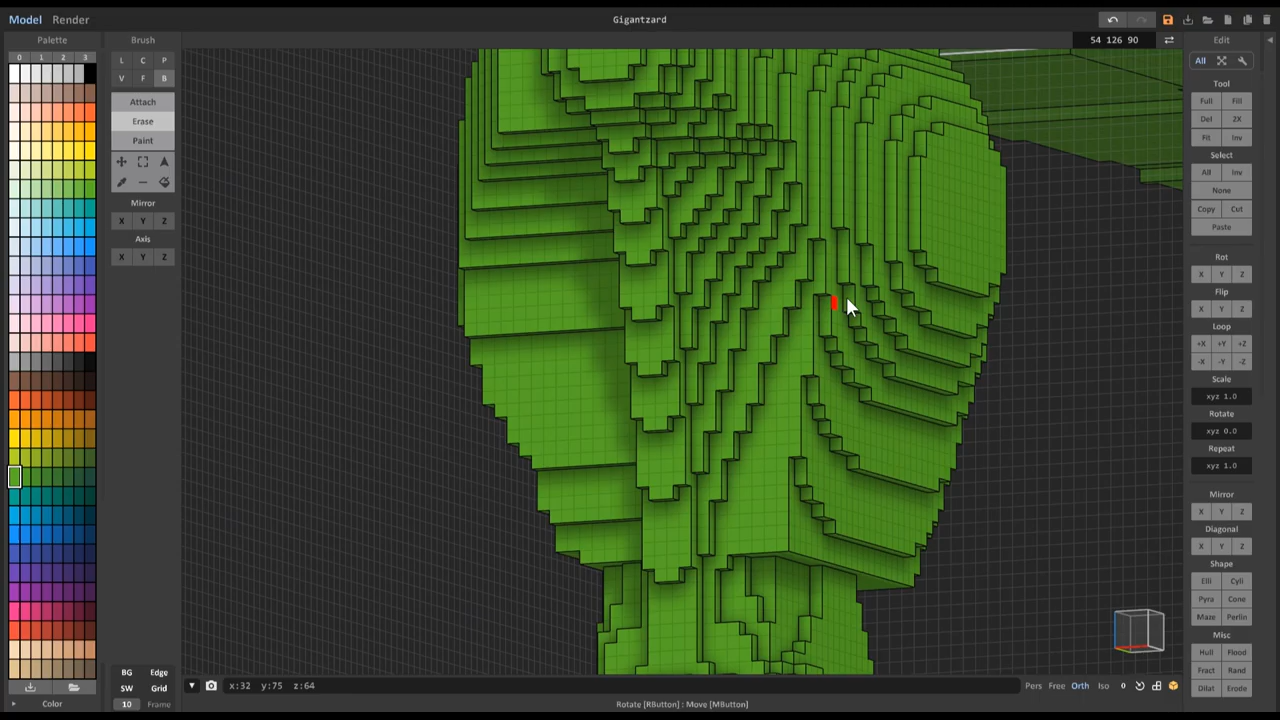 Model Render
Gigantzard
Palette
Brush
54 126 90
Edit
0 1 2 3
L C P
V F B
All
Tool
Attach
Full Fill
Erase
Del 2X
Paint
Fit Inv
Select
All Inv
None
Mirror
Copy Cut
X Y Z
Paste
Axis
X Y Z
Rot
X Y Z
Flip
X Y Z
Loop
+X +Y +Z
-X -Y -Z
Scale
xyz 1.0
Rotate
xyz 0.0
Repeat
xyz 1.0
Mirror
X Y Z
Diagonal
X Y Z
Shape
Elli Cyli
Pyra Cone
Maze Perlin
Misc
Hull Flood
Fract Rand
Dilat Erode
BG Edge
SW Grid
10 Frame
Color
x:32 y:75 z:64
Pers Free Orth Iso 0
Rotate [RButton] : Move [MButton]